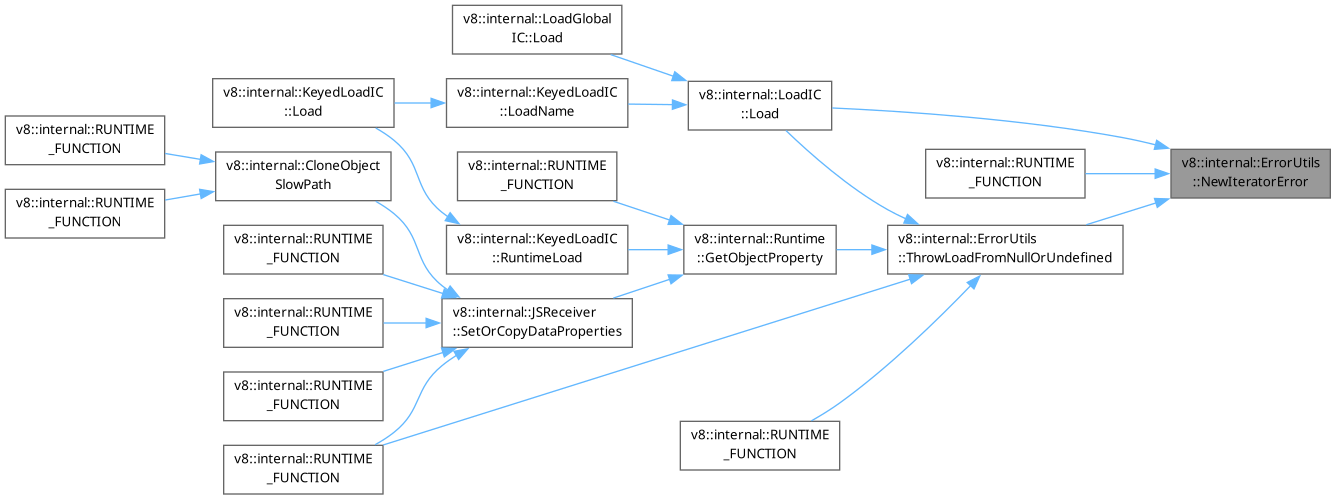 v8::internal::LoadGlobal
IC::Load
v8::internal::KeyedLoadIC
::Load
v8::internal::KeyedLoadIC
::LoadName
v8::internal::LoadIC
::Load
v8::internal::RUNTIME
_FUNCTION
v8::internal::CloneObject
SlowPath
v8::internal::RUNTIME
_FUNCTION
v8::internal::RUNTIME
_FUNCTION
v8::internal::ErrorUtils
::NewIteratorError
v8::internal::RUNTIME
_FUNCTION
v8::internal::RUNTIME
_FUNCTION
v8::internal::KeyedLoadIC
::RuntimeLoad
v8::internal::Runtime
::GetObjectProperty
v8::internal::ErrorUtils
::ThrowLoadFromNullOrUndefined
v8::internal::RUNTIME
_FUNCTION
v8::internal::JSReceiver
::SetOrCopyDataProperties
v8::internal::RUNTIME
_FUNCTION
v8::internal::RUNTIME
_FUNCTION
v8::internal::RUNTIME
_FUNCTION
v8::internal::RUNTIME
_FUNCTION